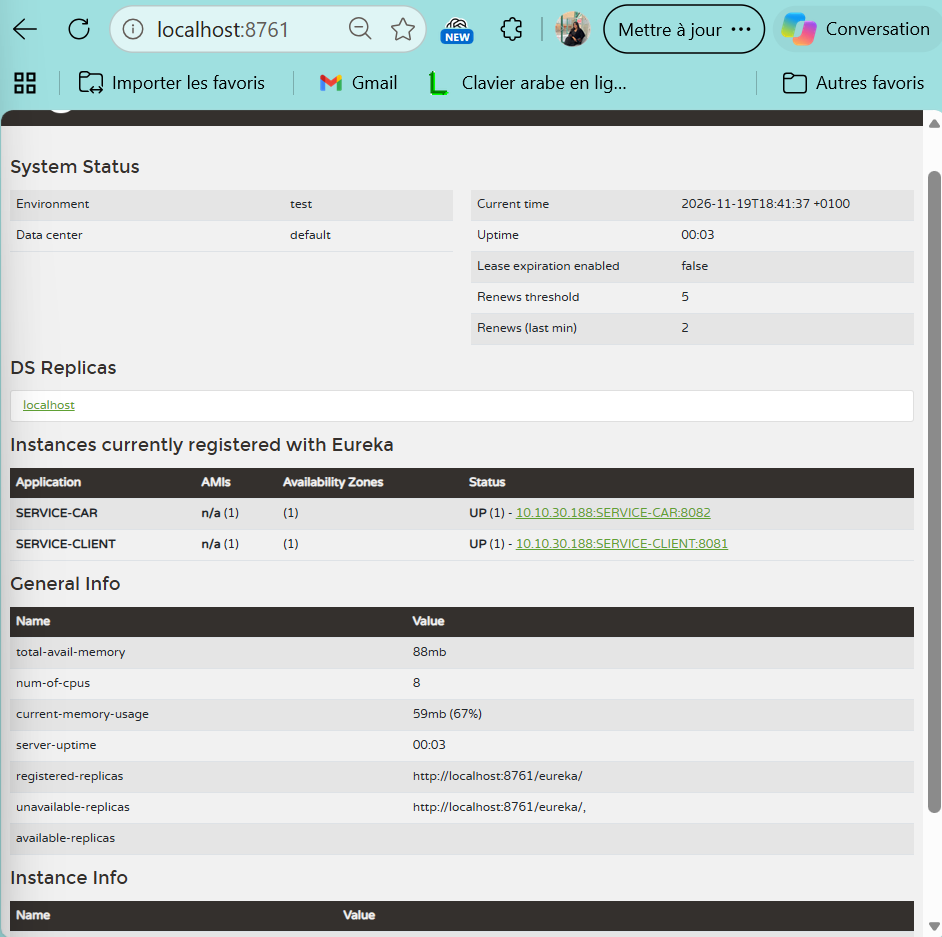 localhost:8761
NEW
Mettre à jour
Conversation
Importer les favoris
Gmail
Clavier arabe en lig...
Autres favoris
System Status
Environment test
Data center default
Current time 2026-11-19T18:41:37 +0100
Uptime 00:03
Lease expiration enabled false
Renews threshold 5
Renews (last min) 2
DS Replicas
localhost
Instances currently registered with Eureka
Application AMIs Availability Zones Status
SERVICE-CAR n/a (1) (1) UP (1) - 10.10.30.188:SERVICE-CAR:8082
SERVICE-CLIENT n/a (1) (1) UP (1) - 10.10.30.188:SERVICE-CLIENT:8081
General Info
Name Value
total-avail-memory 88mb
num-of-cpus 8
current-memory-usage 59mb (67%)
server-uptime 00:03
registered-replicas http://localhost:8761/eureka/
unavailable-replicas http://localhost:8761/eureka/,
available-replicas
Instance Info
Name Value